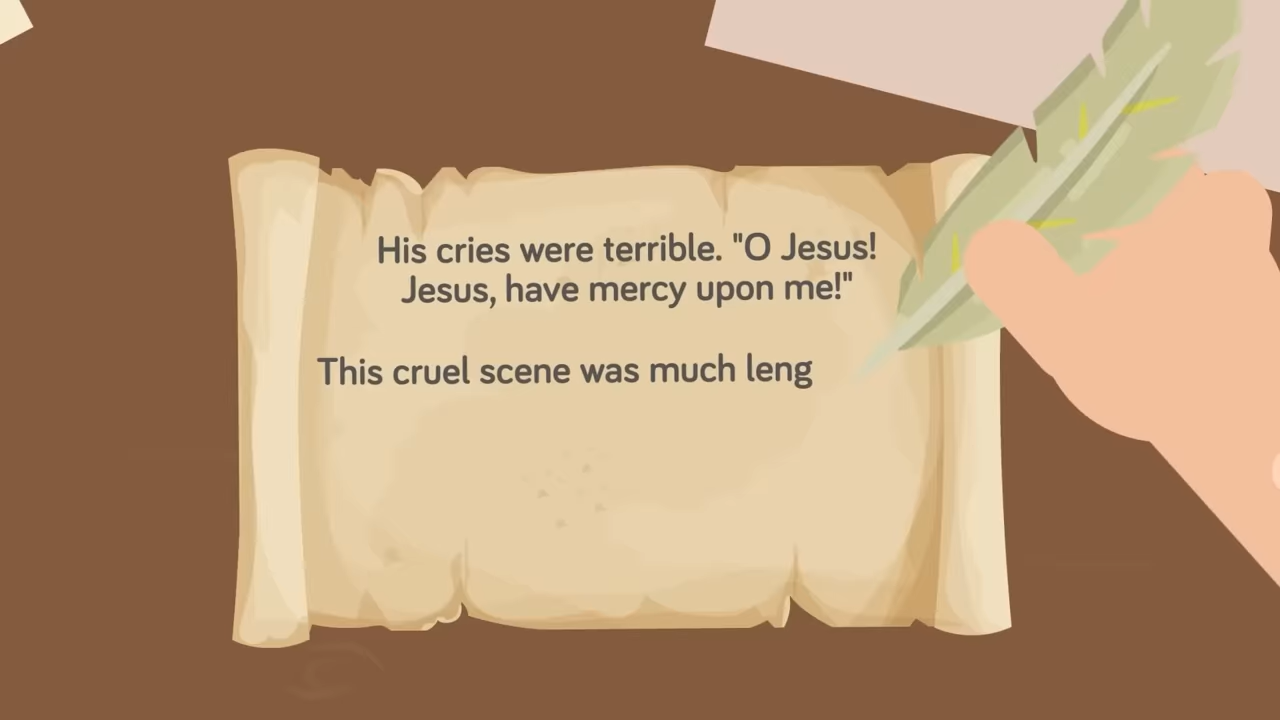 His cries were terrible. "O Jesus!
Jesus, have mercy upon me!"
This cruel scene was much leng